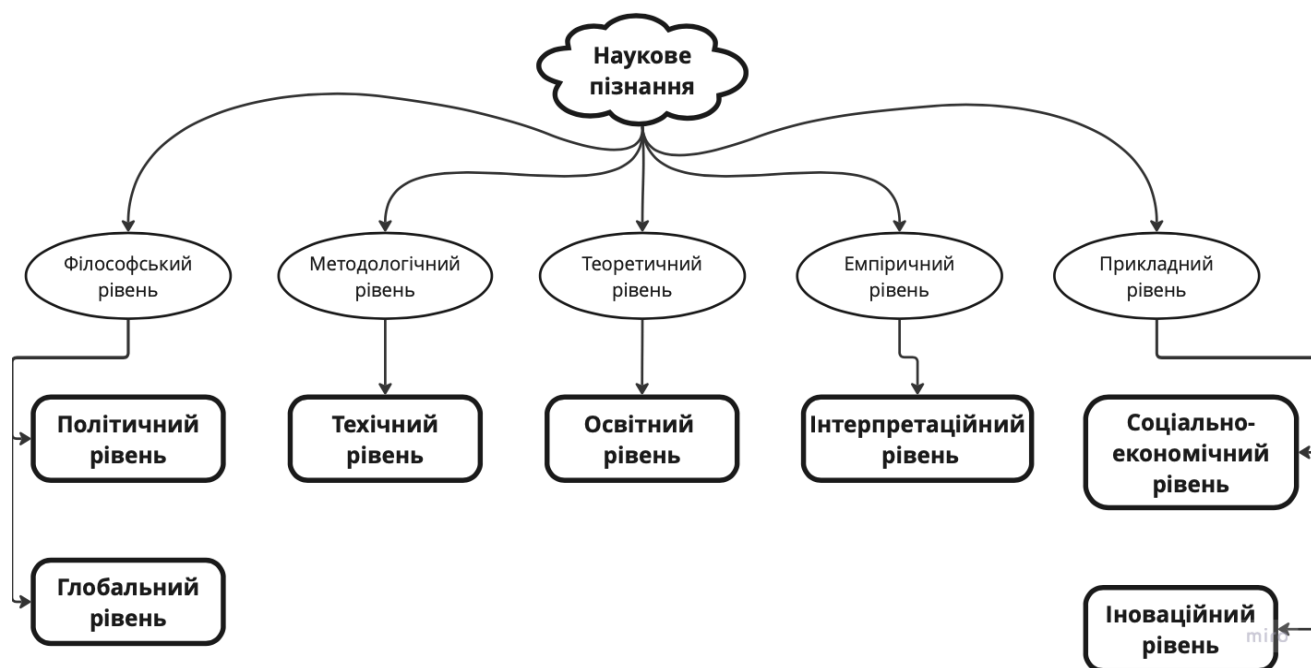 Наукове
пізнання
Філософський
рівень
Методологічний
рівень
Теоретичний
рівень
Емпіричний
рівень
Прикладний
рівень
Політичний
рівень
Техічний
рівень
Освітний
рівень
Інтерпретаційний
рівень
Соціально-
економічний
рівень
Глобальний
рівень
Іноваційний
рівень
miro